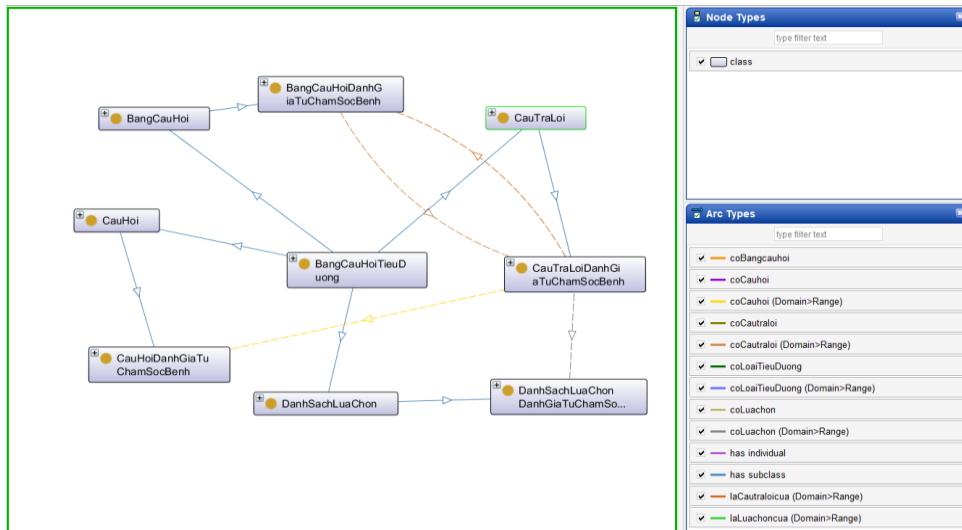 BangCauHoiDanhG
iaTuChamSocBenh
BangCauHoi
CauTraLoi
CauHoi
BangCauHoiTieuD
uong
CauTraLoiDanhGi
aTuChamSocBenh
CauHoiDanhGiaTu
ChamSocBenh
DanhSachLuaChon
DanhSachLuaChon
DanhGiaTuChamSo...
Node Types
type filter text
class
Arc Types
type filter text
coBangcauhoi
coCauhoi
coCauhoi (Domain>Range)
coCautraloi
coCautraloi (Domain>Range)
coLoaiTieuDuong
coLoaiTieuDuong (Domain>Range)
coLuachon
coLuachon (Domain>Range)
has individual
has subclass
laCautraloicua (Domain>Range)
laLuachoncua (Domain>Range)